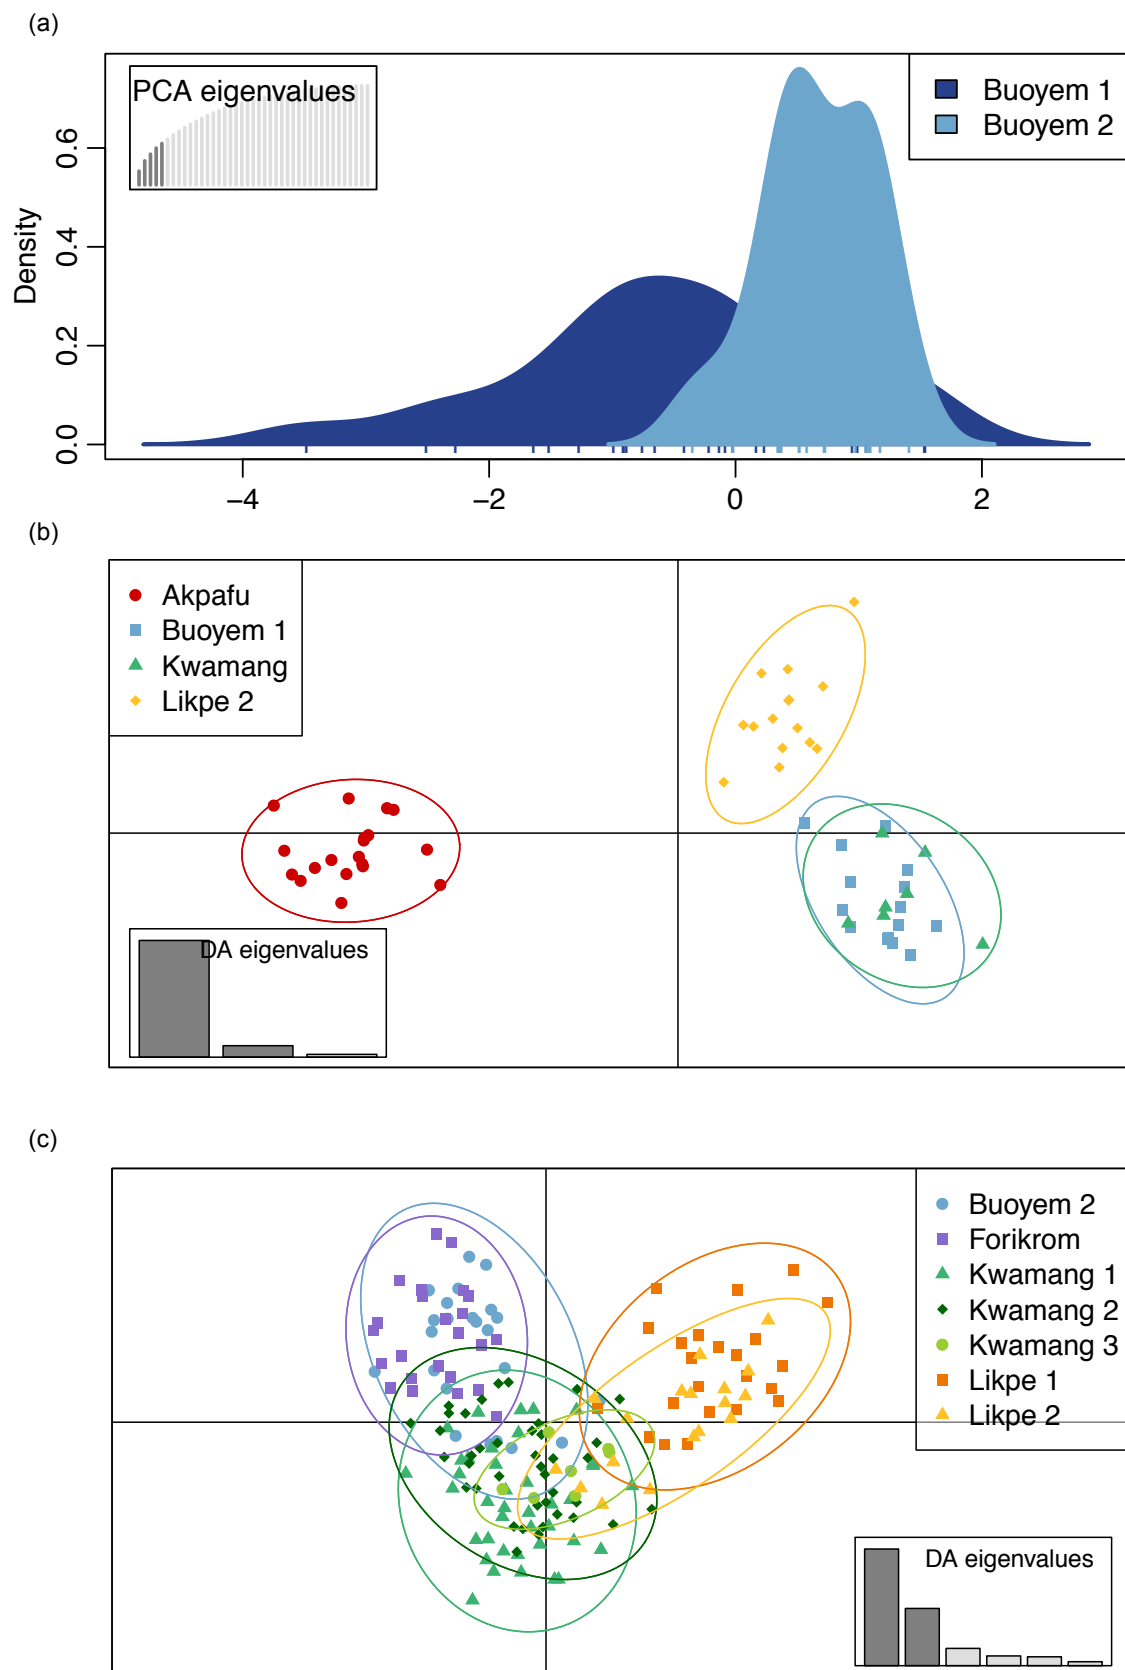 (a)
PCA eigenvalues
Buoyem 1
Buoyem 2
Density
0.0
0.2
0.4
0.6
−4
−2
0
2
(b)
Akpafu
Buoyem 1
Kwamang
Likpe 2
DA eigenvalues
(c)
Buoyem 2
Forikrom
Kwamang 1
Kwamang 2
Kwamang 3
Likpe 1
Likpe 2
DA eigenvalues